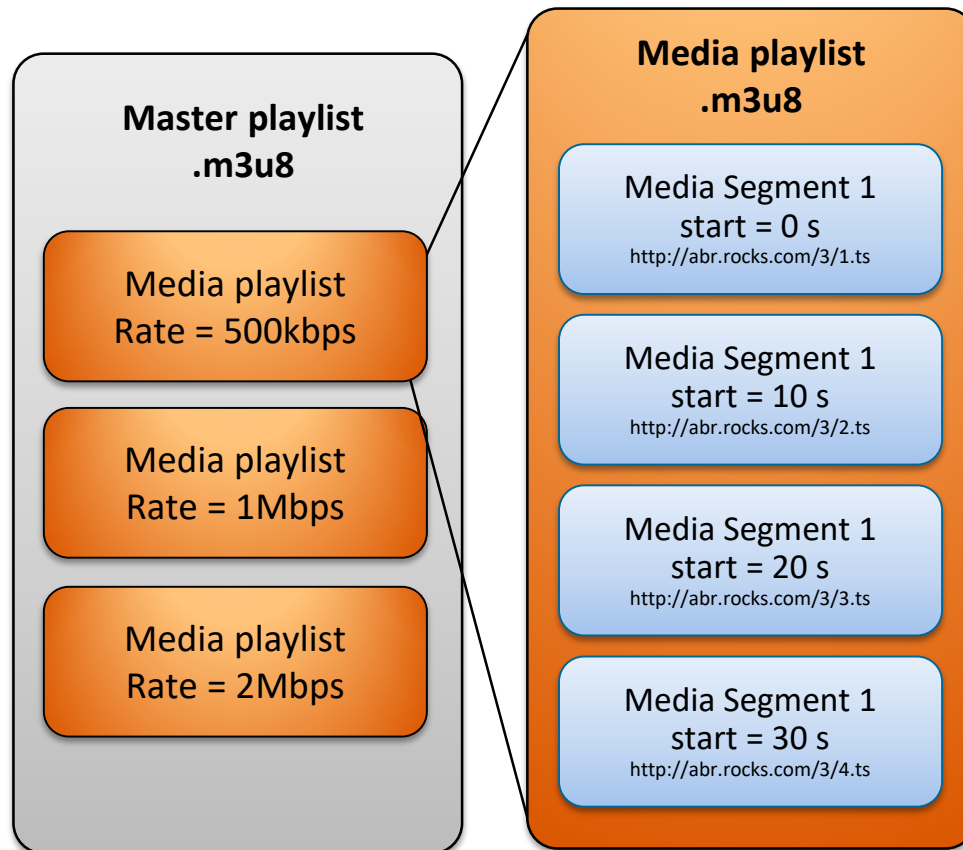 Master playlist
.m3u8
Media playlist
Rate = 500kbps
Media playlist
Rate = 1Mbps
Media playlist
Rate = 2Mbps
Media playlist
.m3u8
Media Segment 1
start = 0 s
http://abr.rocks.com/3/1.ts
Media Segment 1
start = 10 s
http://abr.rocks.com/3/2.ts
Media Segment 1
start = 20 s
http://abr.rocks.com/3/3.ts
Media Segment 1
start = 30 s
http://abr.rocks.com/3/4.ts